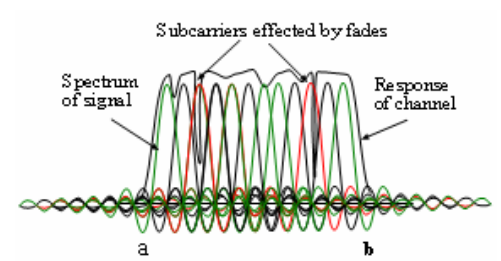 Subcarriers effected by fades
Spectrum
of signal
Response
of channel
a
b